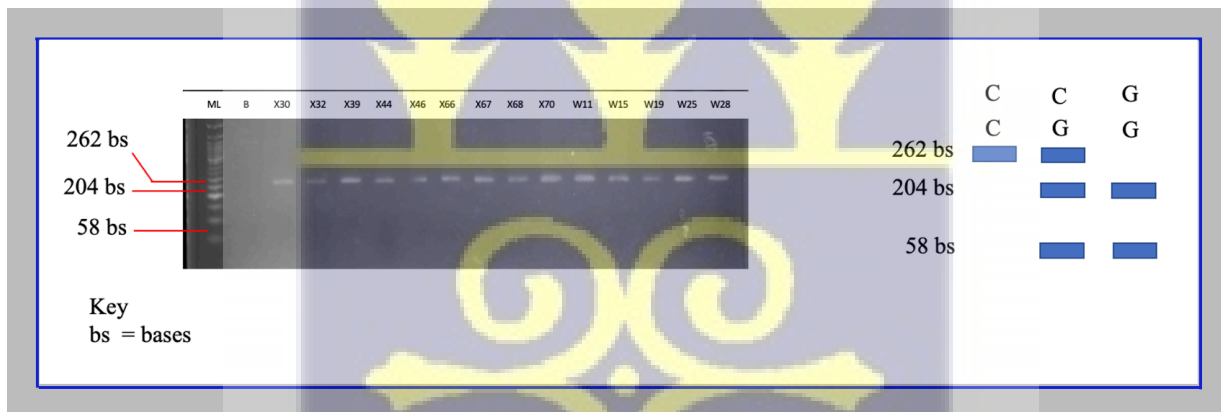 ML B X30 X32 X39 X44 X46 X66 X67 X68 X70 W11 W15 W19 W25 W28
262 bs
204 bs
58 bs
Key
bs = bases
C C G
C G G
262 bs
204 bs
58 bs